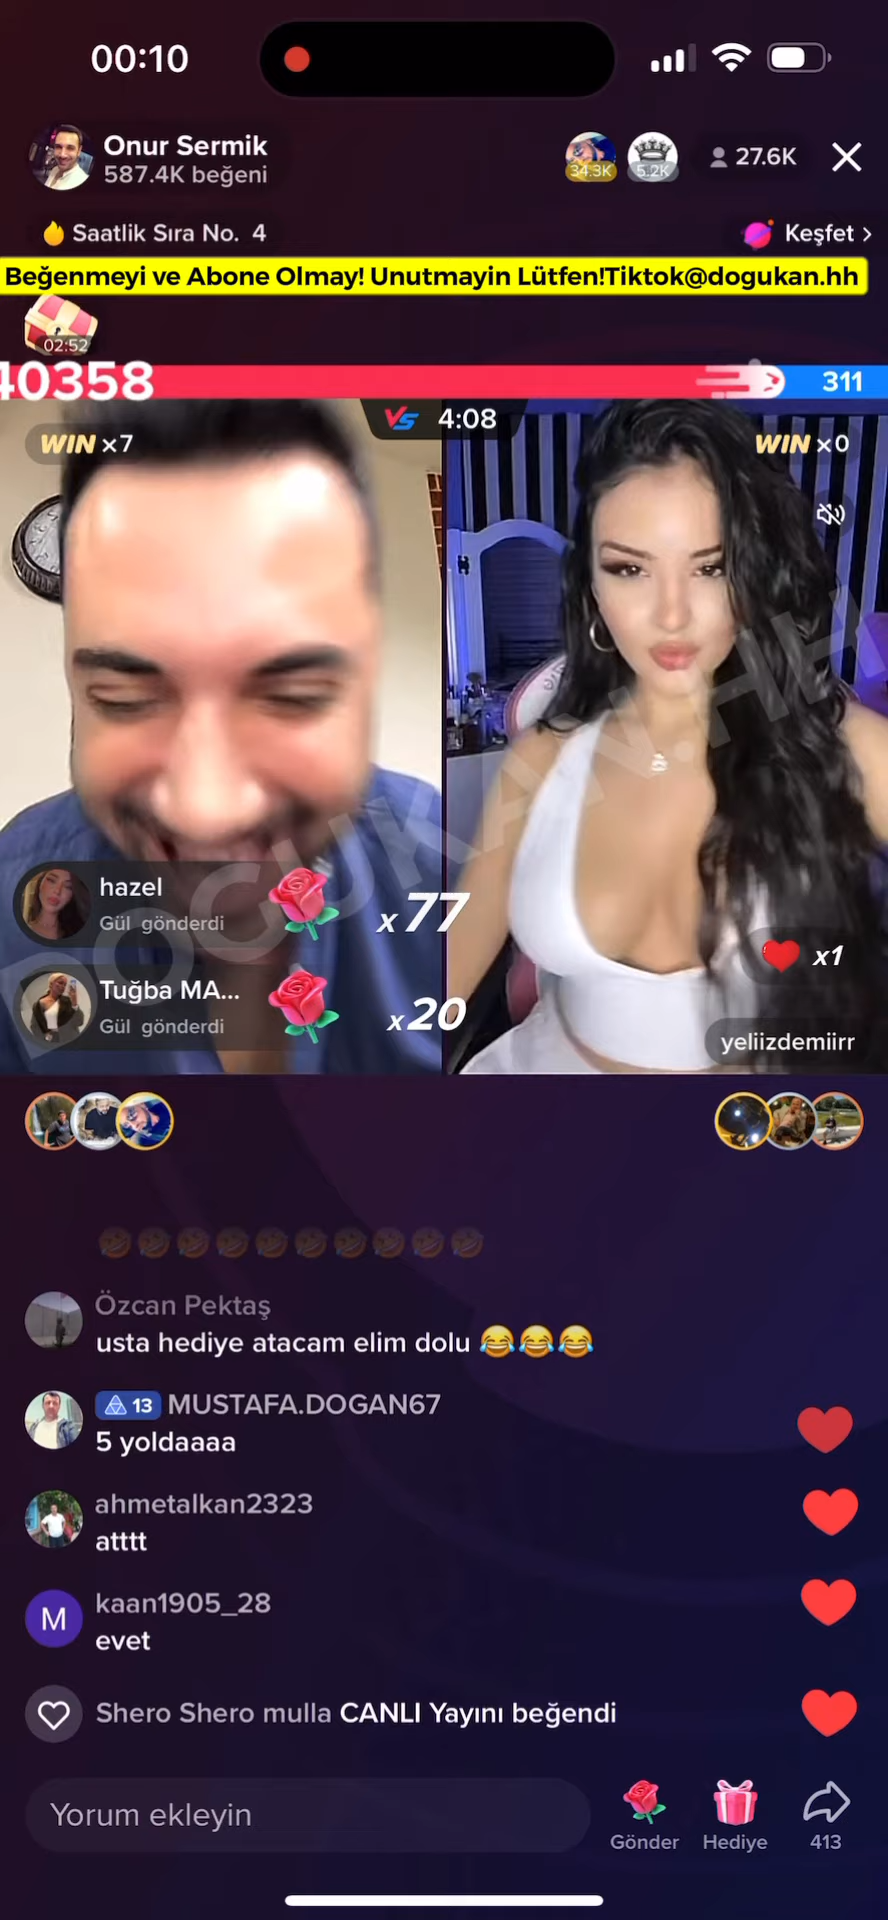 00:10
Onur Sermik
587.4K beğeni
34.3K
5.2K
27.6K
Saatlik Sıra No. 4
Keşfet >
Beğenmeyi ve Abone Olmay! Unutmayin Lütfen!Tiktok@dogukan.hh
02:52
40358
311
VS 4:08
WIN x7
WIN x0
DOGUKAN.HH
hazel
Gül gönderdi
x77
x1
Tuğba MA...
Gül gönderdi
x20
yeliizdemiirr
Özcan Pektaş
usta hediye atacam elim dolu 😂😂😂
13 MUSTAFA.DOGAN67
5 yoldaaaa
ahmetalkan2323
atttt
M
kaan1905_28
evet
Shero Shero mulla CANLI Yayını beğendi
Yorum ekleyin
Gönder
Hediye
413